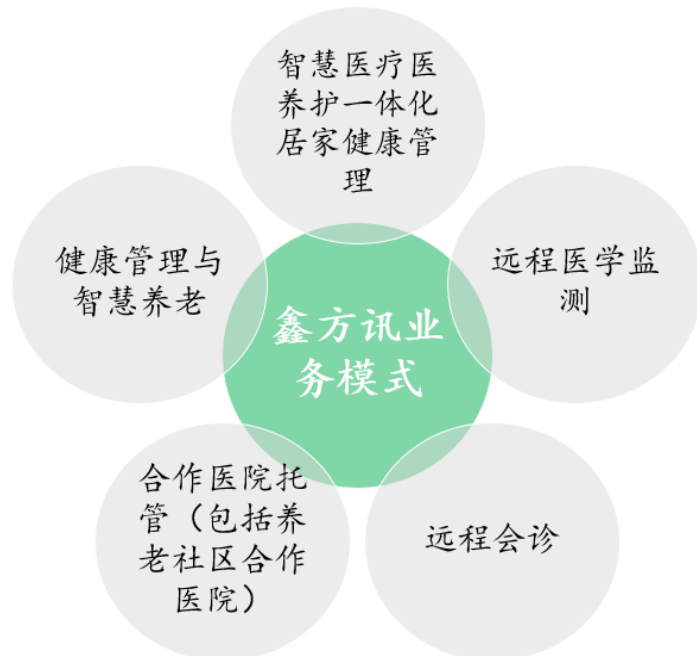 智慧医疗医
养护一体化
居家健康管
理
健康管理与
智慧养老
远程医学监
测
鑫方讯业
务模式
合作医院托
管（包括养
老社区合作
医院）
远程会诊